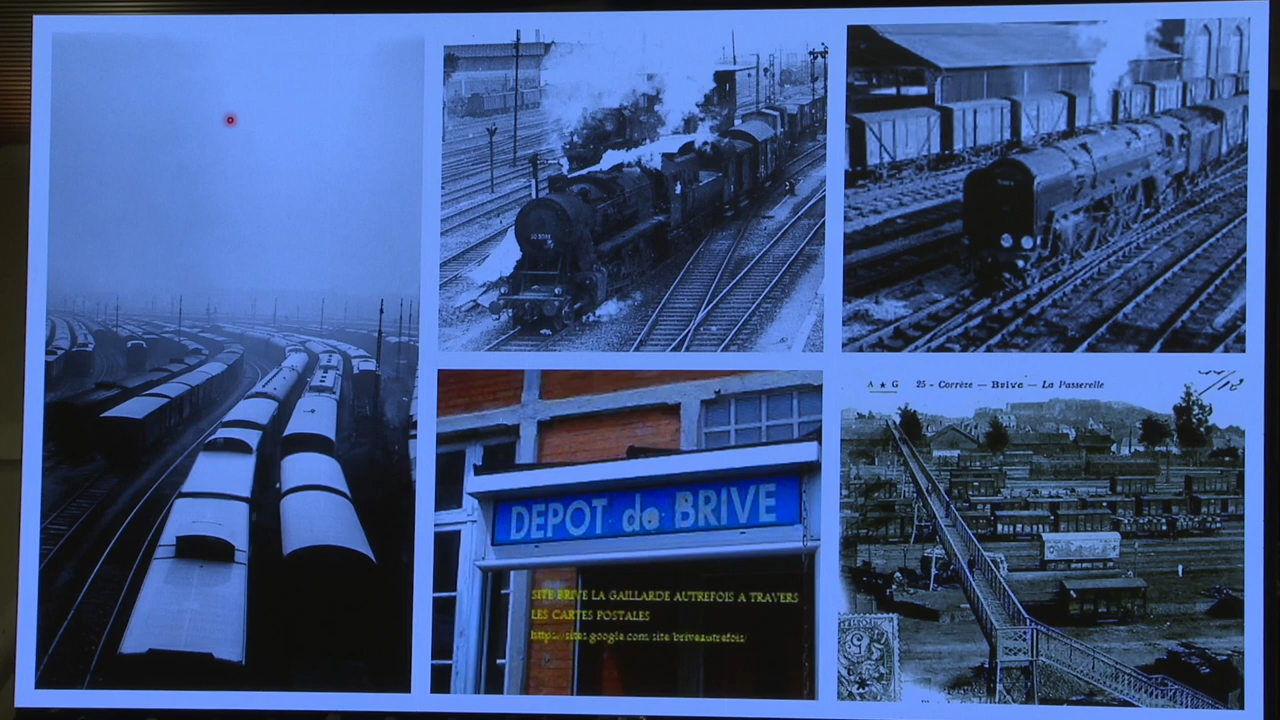 A ★ G 25 - Corrèze — Brive — La Passerelle
DEPOT de BRIVE
SITE BRIVE LA GAILLARDE AUTREFOIS A TRAVERS
LES CARTES POSTALES
https://sites.google.com/site/briveautrefois/